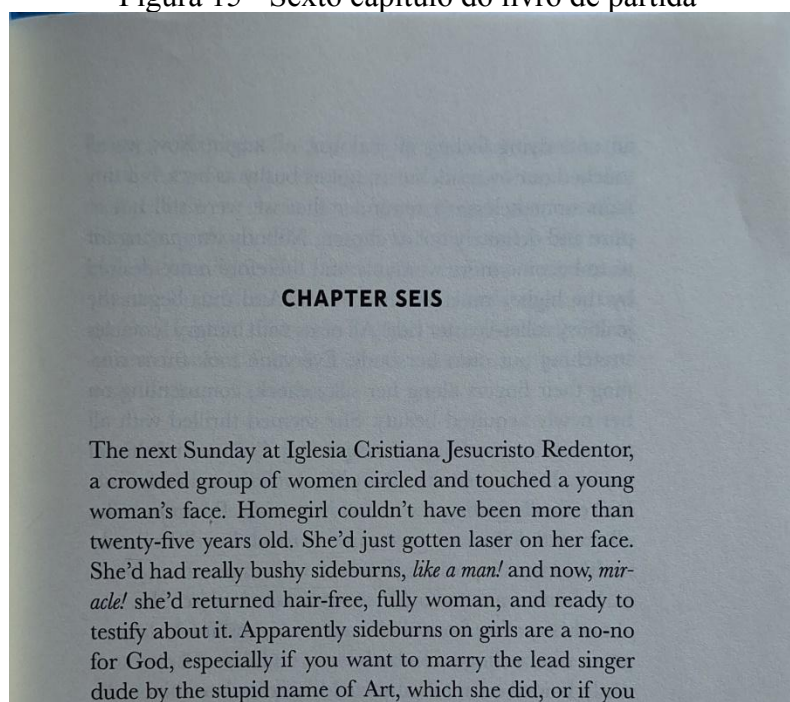 Figura 15 - Sexto capítulo do livro de partida
CHAPTER SEIS
The next Sunday at Iglesia Cristiana Jesucristo Redentor,
a crowded group of women circled and touched a young
woman's face. Homegirl couldn't have been more than
twenty-five years old. She'd just gotten laser on her face.
She'd had really bushy sideburns, like a man! and now, mir-
acle! she'd returned hair-free, fully woman, and ready to
testify about it. Apparently sideburns on girls are a no-no
for God, especially if you want to marry the lead singer
dude by the stupid name of Art, which she did, or if you